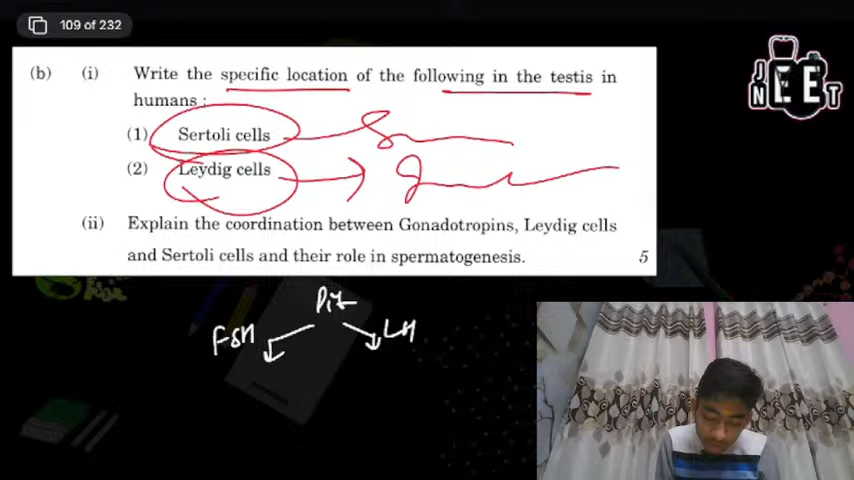 109 of 232
(b) (i) Write the specific location of the following in the testis in
humans :
(1) Sertoli cells
(2) Leydig cells
(ii) Explain the coordination between Gonadotropins, Leydig cells
and Sertoli cells and their role in spermatogenesis. 5
J NEET
Pit
FSH LH